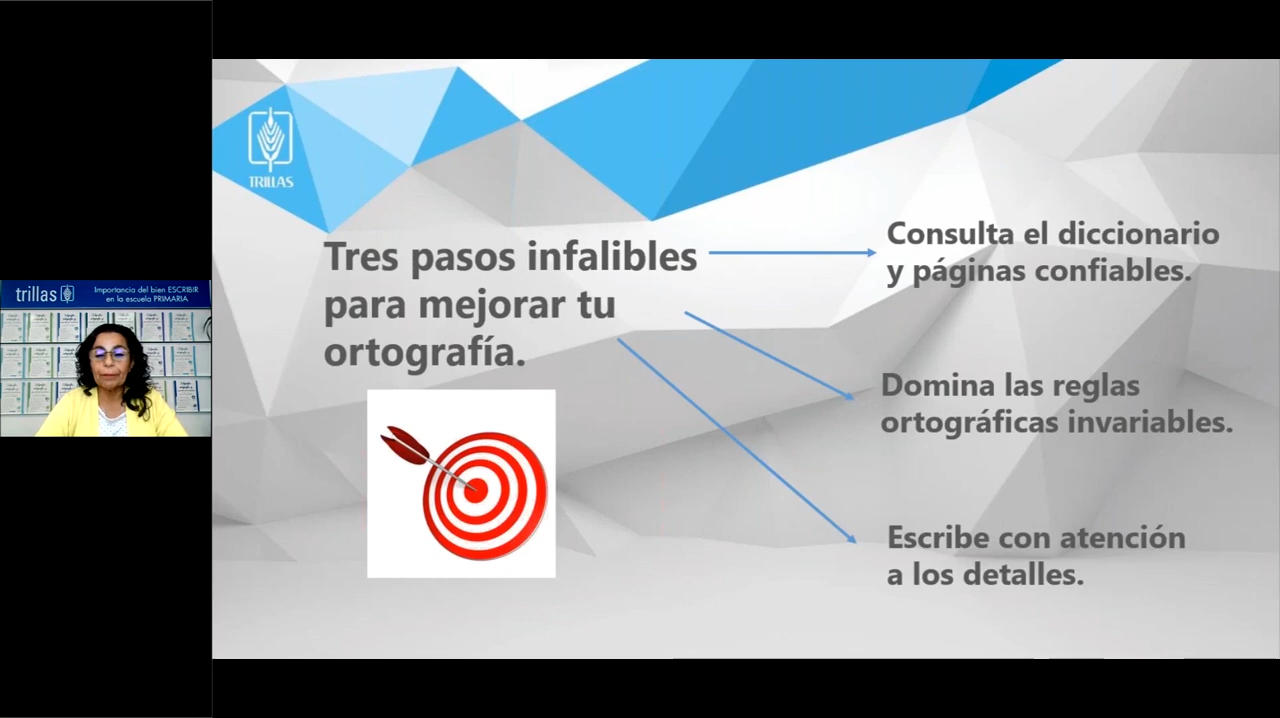 TRILLAS
Tres pasos infalibles
para mejorar tu
ortografía.
Consulta el diccionario
y páginas confiables.
Domina las reglas
ortográficas invariables.
Escribe con atención
a los detalles.
trillas
Importancia del bien ESCRIBIR
en la escuela PRIMARIA